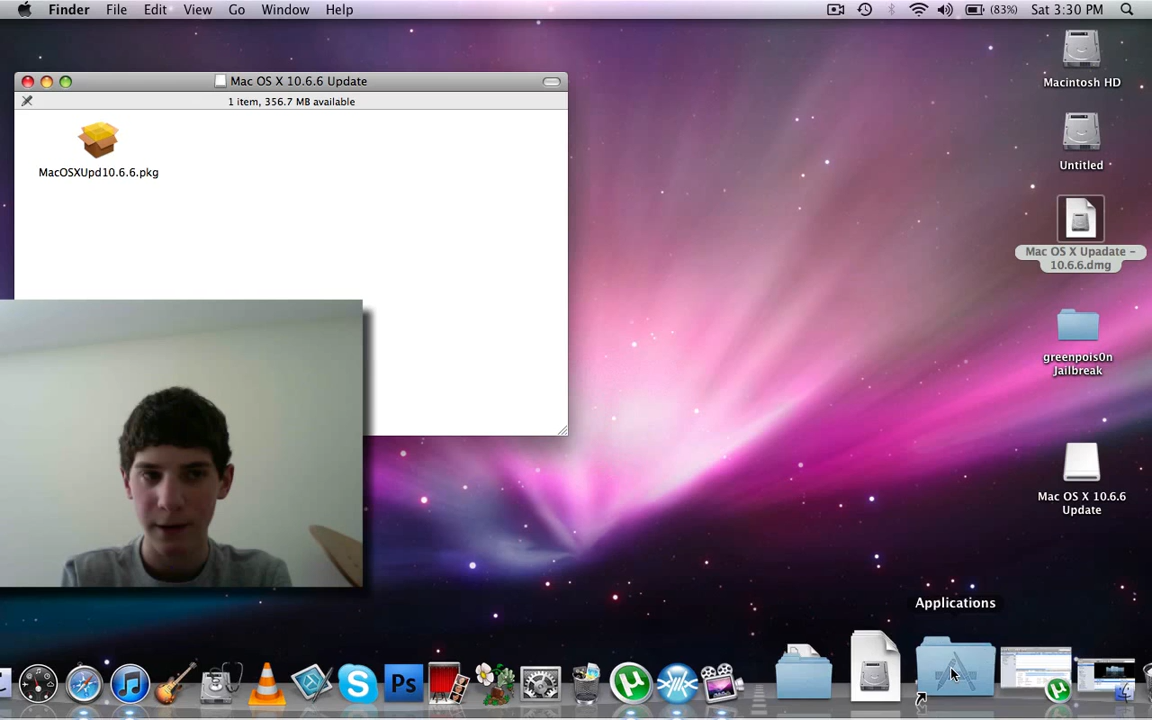 Finder File Edit View Go Window Help (83%) Sat 3:30 PM
Mac OS X 10.6.6 Update
1 item, 356.7 MB available
MacOSXUpd10.6.6.pkg
Macintosh HD
Untitled
Mac OS X Upadate -
10.6.6.dmg
greenpois0n
Jailbreak
Mac OS X 10.6.6
Update
Applications
Ps